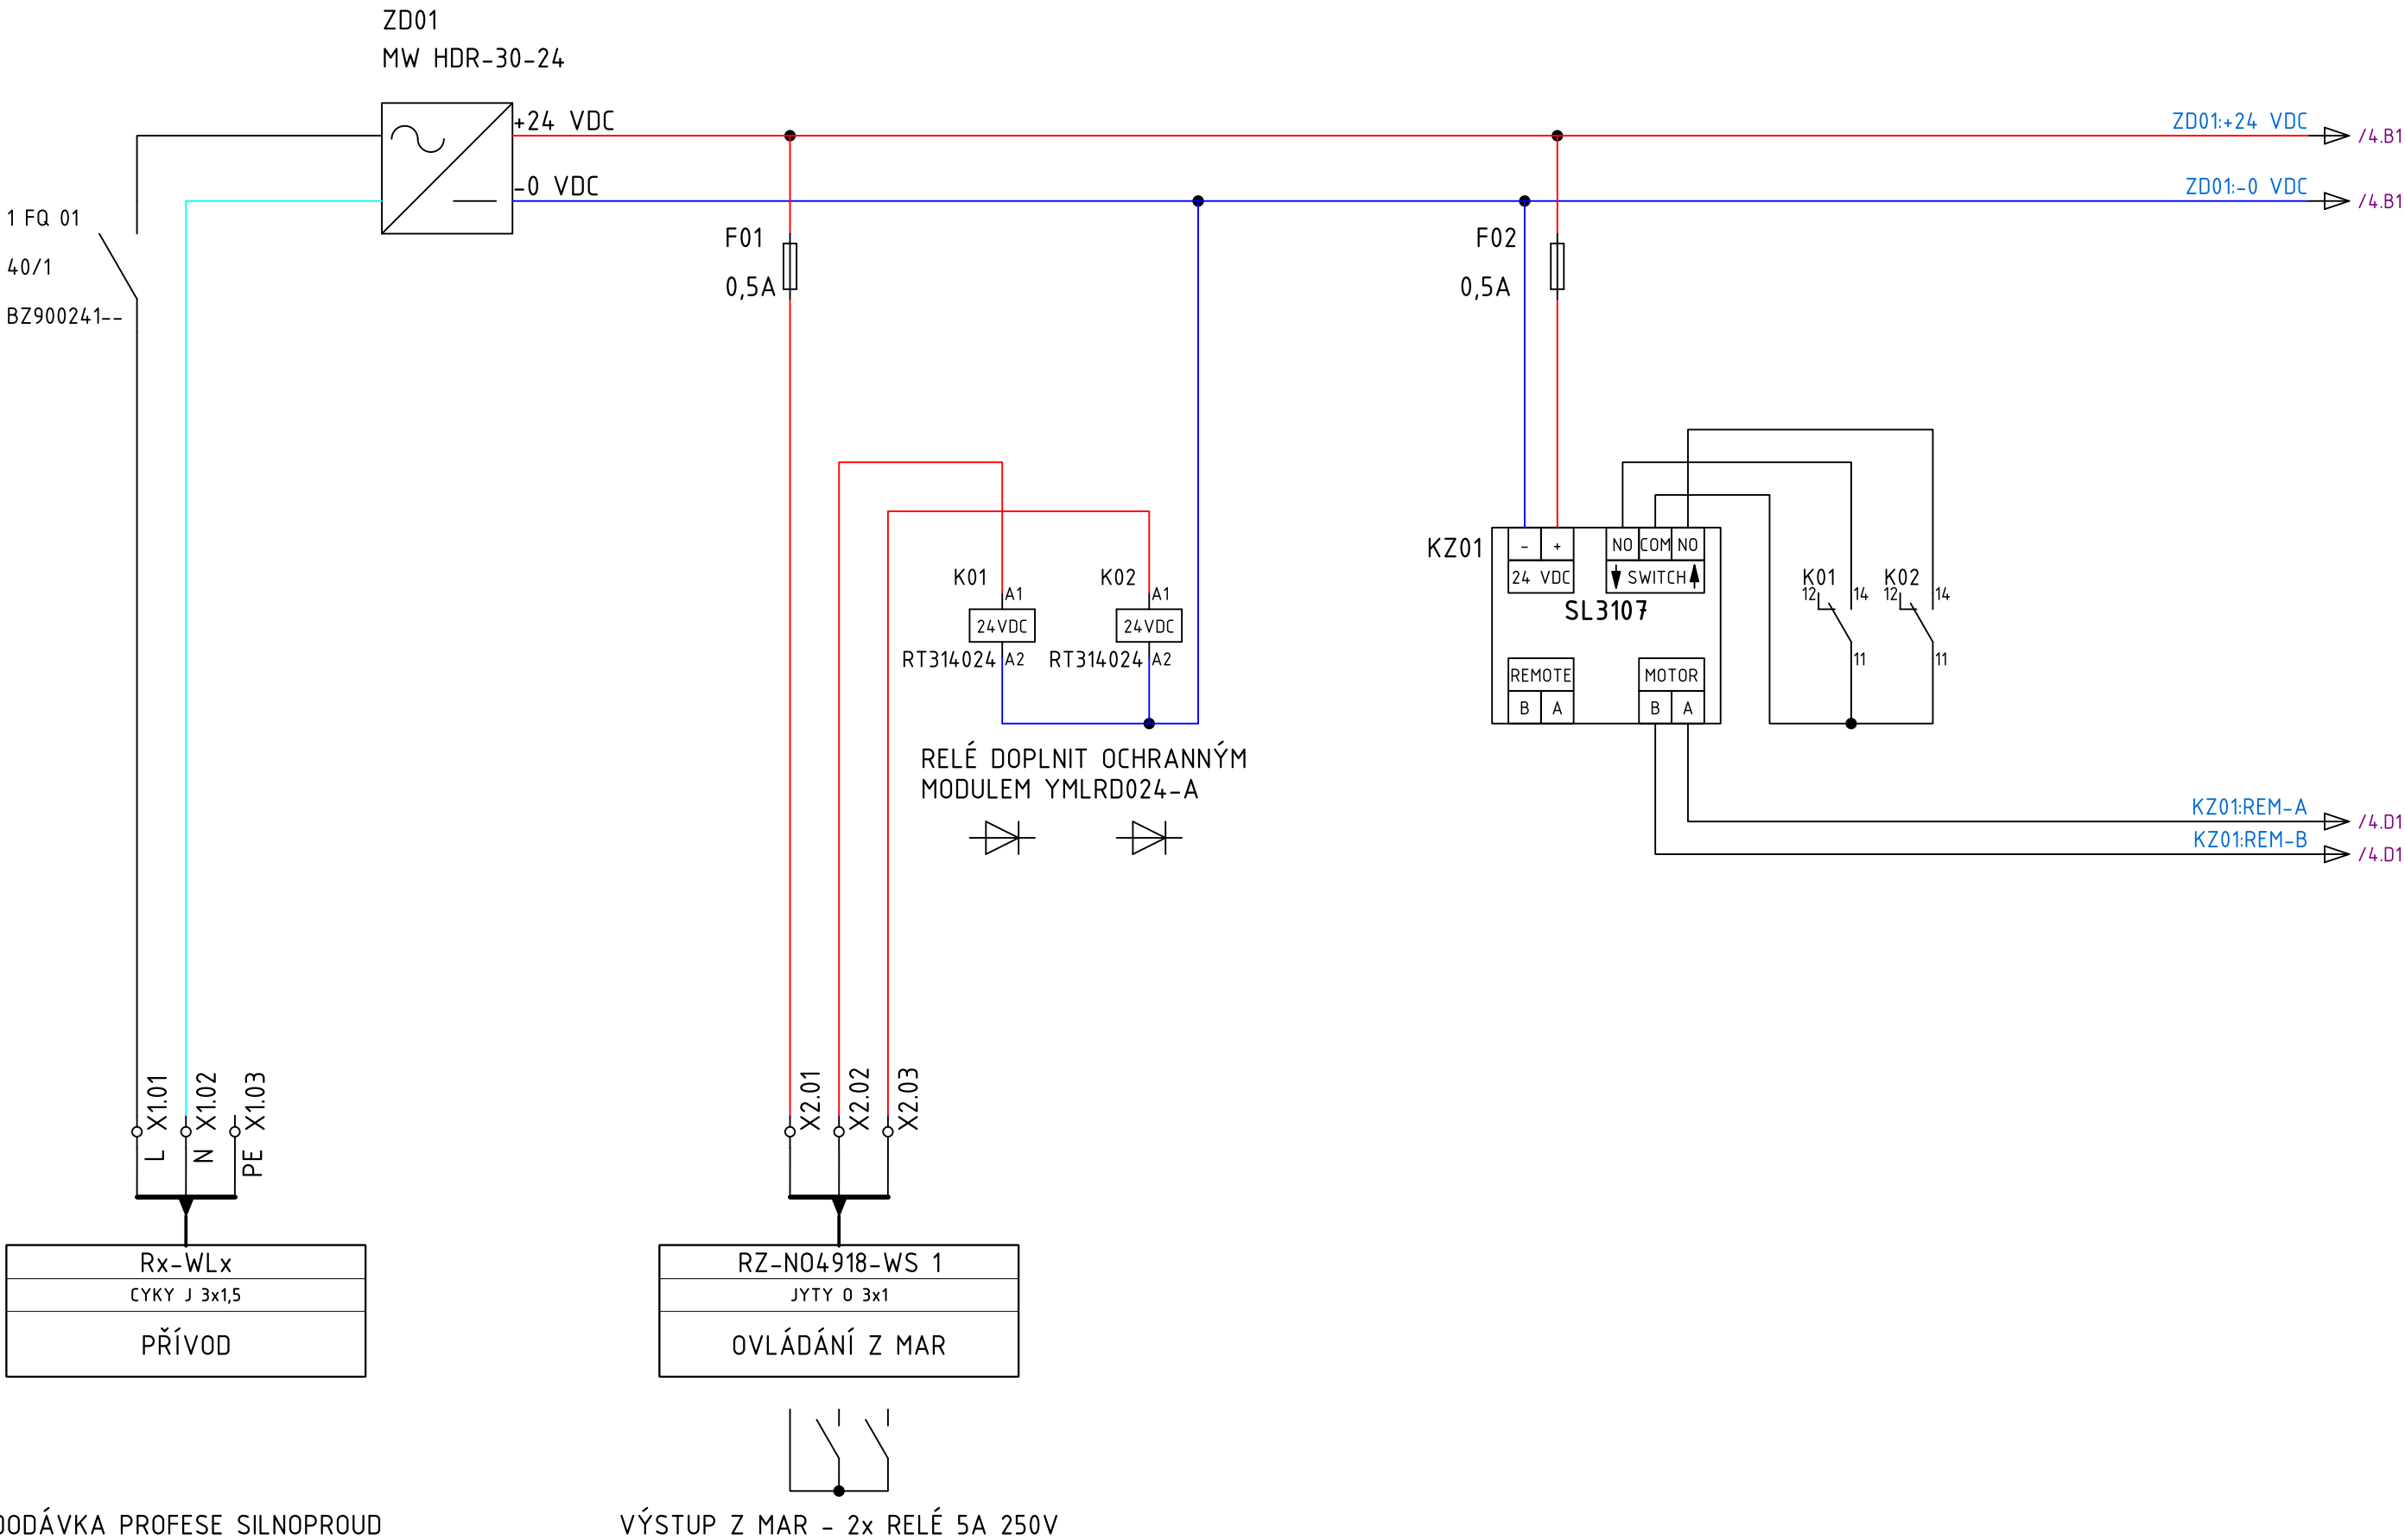 ZD01
MW HDR-30-24
+24 VDC
-0 VDC
ZD01:+24 VDC
/4.B1
ZD01:-0 VDC
/4.B1
1 FQ 01
40/1
BZ900241--
F01
0,5A
F02
0,5A
K01
A1
24VDC
RT314024
A2
K02
A1
24VDC
RT314024
A2
KZ01
- +
24 VDC
NO COM NO
SWITCH
SL3107
REMOTE
B A
MOTOR
B A
K01
12
14
11
K02
12
14
11
RELÉ DOPLNIT OCHRANNÝM
MODULEM YMLRD024-A
KZ01:REM-A
/4.D1
KZ01:REM-B
/4.D1
X1.01
X1.02
X1.03
L
N
PE
X2.01
X2.02
X2.03
Rx-WLx
CYKY J 3x1,5
PŘÍVOD
RZ-NO4918-WS 1
JYTY O 3x1
OVLÁDÁNÍ Z MAR
DODÁVKA PROFESE SILNOPROUD
VÝSTUP Z MAR - 2x RELÉ 5A 250V